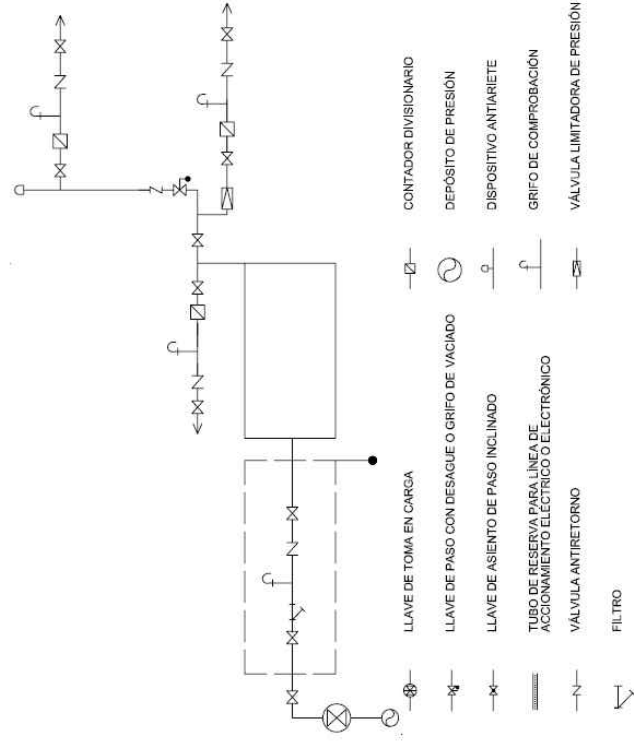 LLAVE DE TOMA EN CARGA
LLAVE DE PASO CON DESAGUE O GRIFO DE VACIADO
LLAVE DE ASIENTO DE PASO INCLINADO
TUBO DE RESERVA PARA LÍNEA DE
ACCIONAMIENTO ELÉCTRICO O ELECTRÓNICO
VÁLVULA ANTIRETORNO
FILTRO
CONTADOR DIVISIONARIO
DEPÓSITO DE PRESIÓN
DISPOSITIVO ANTIARIETE
GRIFO DE COMPROBACIÓN
VÁLVULA LIMITADORA DE PRESIÓN